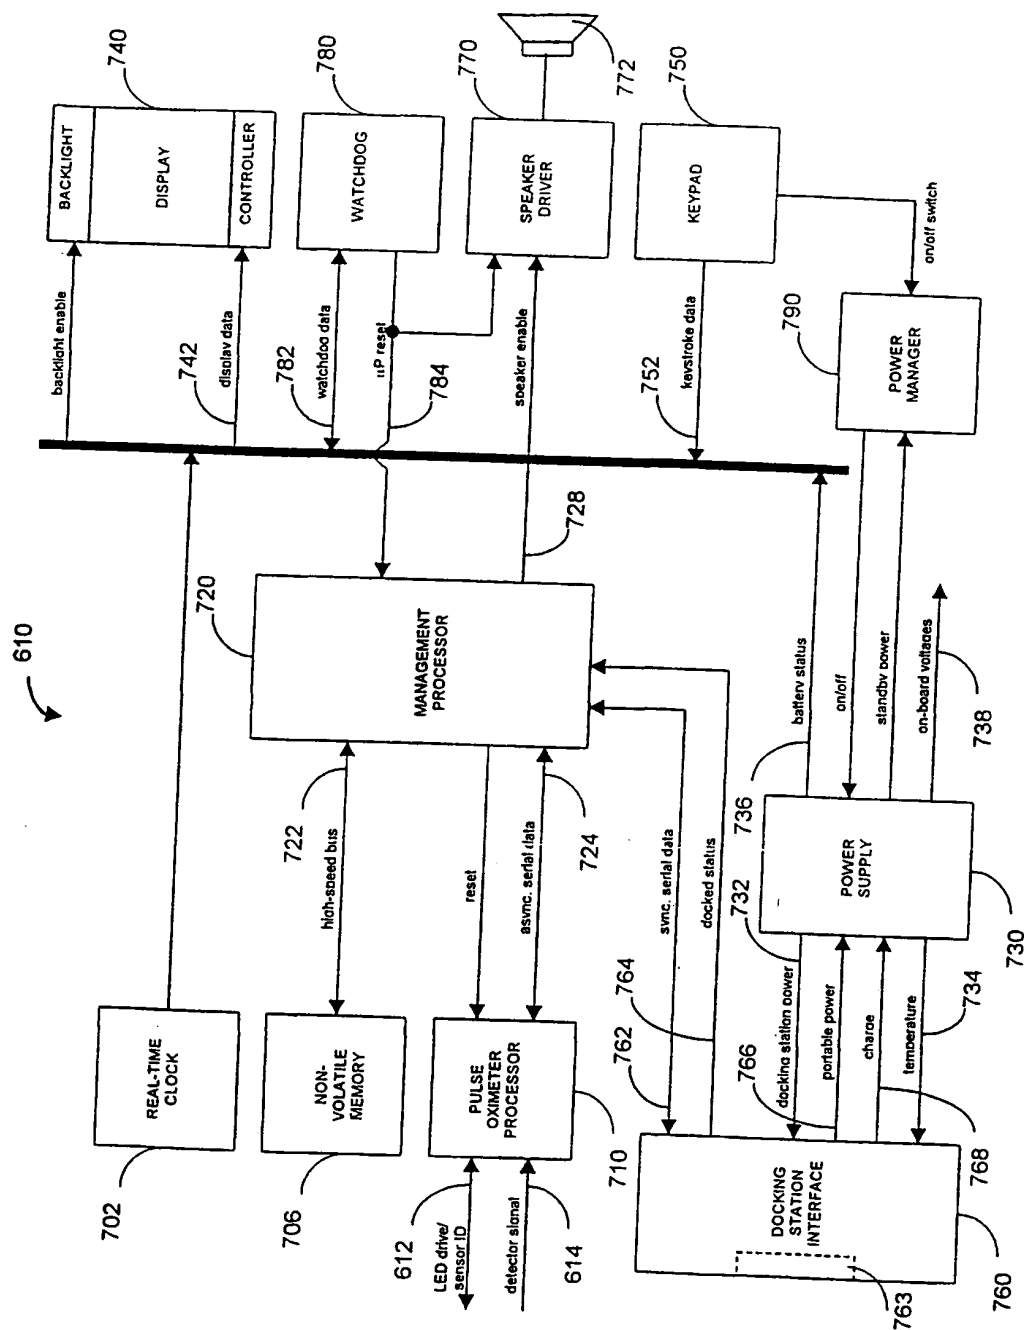 610
702
REAL-TIME
CLOCK
706
NON-
VOLATILE
MEMORY
high-speed bus
722
612
LED drive/
sensor ID
detector signal
614
PULSE
OXIMETER
PROCESSOR
710
reset
async. serial data
724
720
MANAGEMENT
PROCESSOR
728
backlight enable
BACKLIGHT
DISPLAY
CONTROLLER
740
742
display data
782
watchdog data
WATCHDOG
780
µP reset
784
speaker enable
SPEAKER
DRIVER
770
772
752
keystroke data
KEYPAD
750
on/off switch
790
POWER
MANAGER
762
sync. serial data
764
docked status
DOCKING
STATION
INTERFACE
763
760
732
docking station power
766
portable power
charge
768
temperature
734
POWER
SUPPLY
730
736
battery status
on/off
standby power
on-board voltages
738